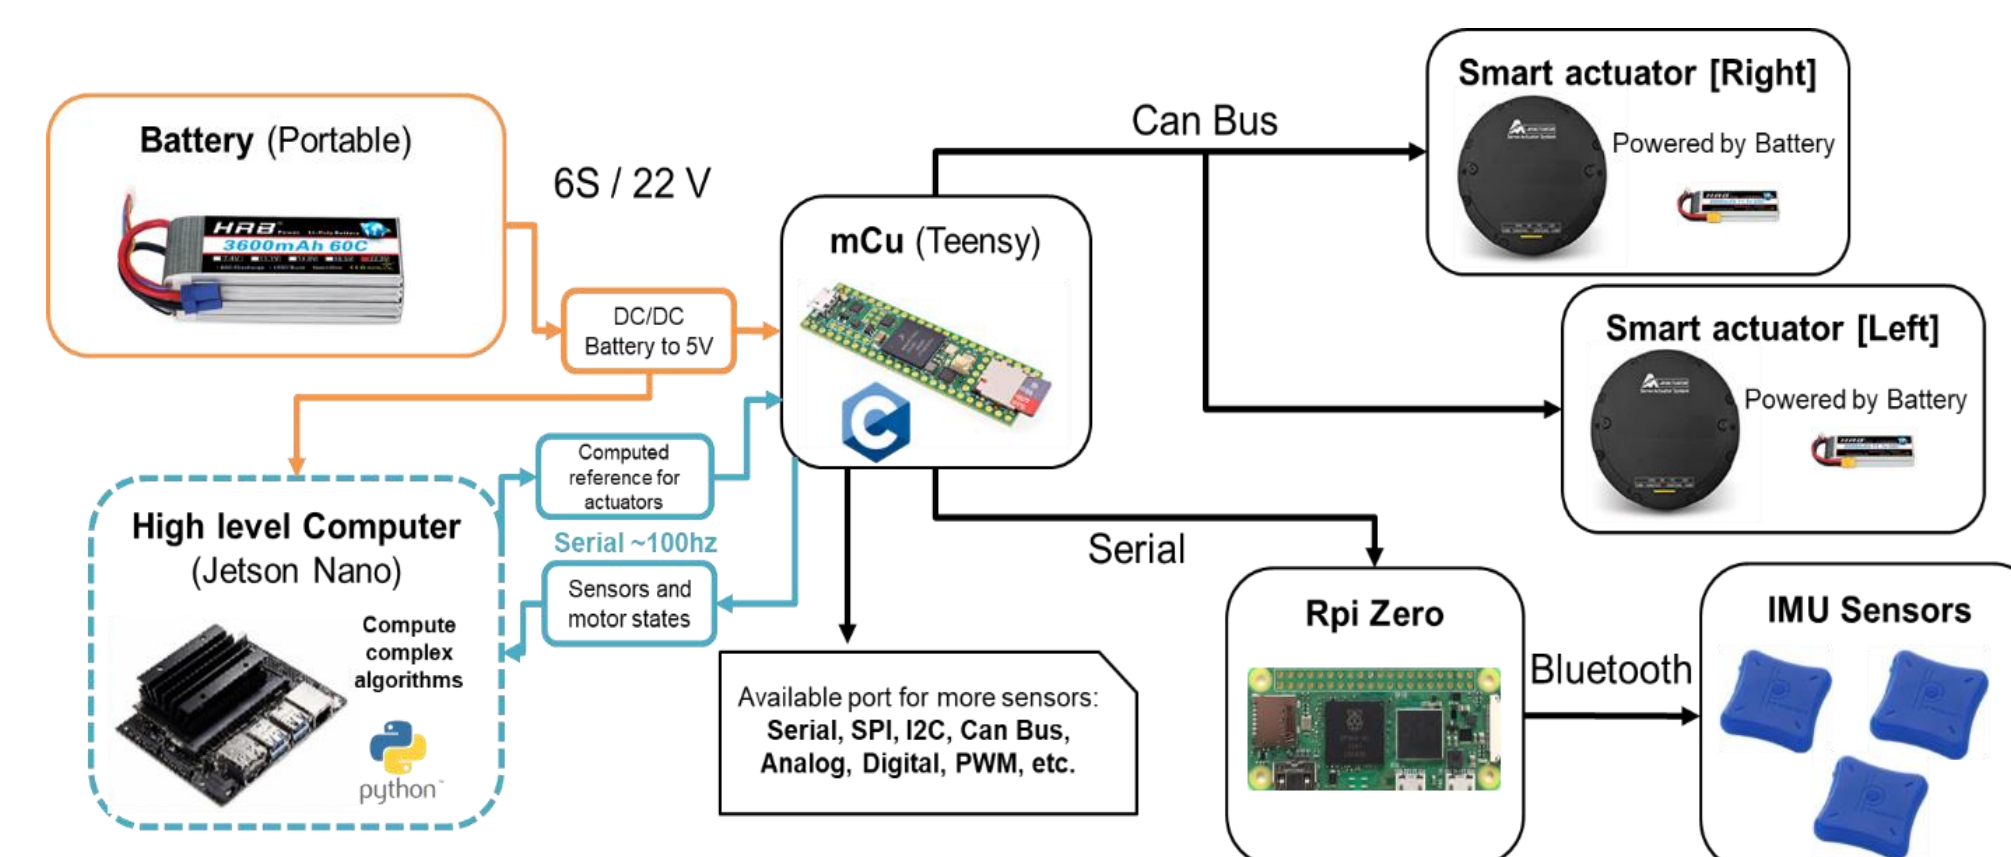 Battery (Portable)
HRB
3600mAh 60C
6S / 22 V
DC/DC
Battery to 5V
mCu (Teensy)
C
Can Bus
Smart actuator [Right]
Powered by Battery
Smart actuator [Left]
Powered by Battery
Computed
reference for
actuators
Serial ~100hz
Sensors and
motor states
High level Computer
(Jetson Nano)
Compute
complex
algorithms
python
Available port for more sensors:
Serial, SPI, I2C, Can Bus,
Analog, Digital, PWM, etc.
Serial
Rpi Zero
Bluetooth
IMU Sensors